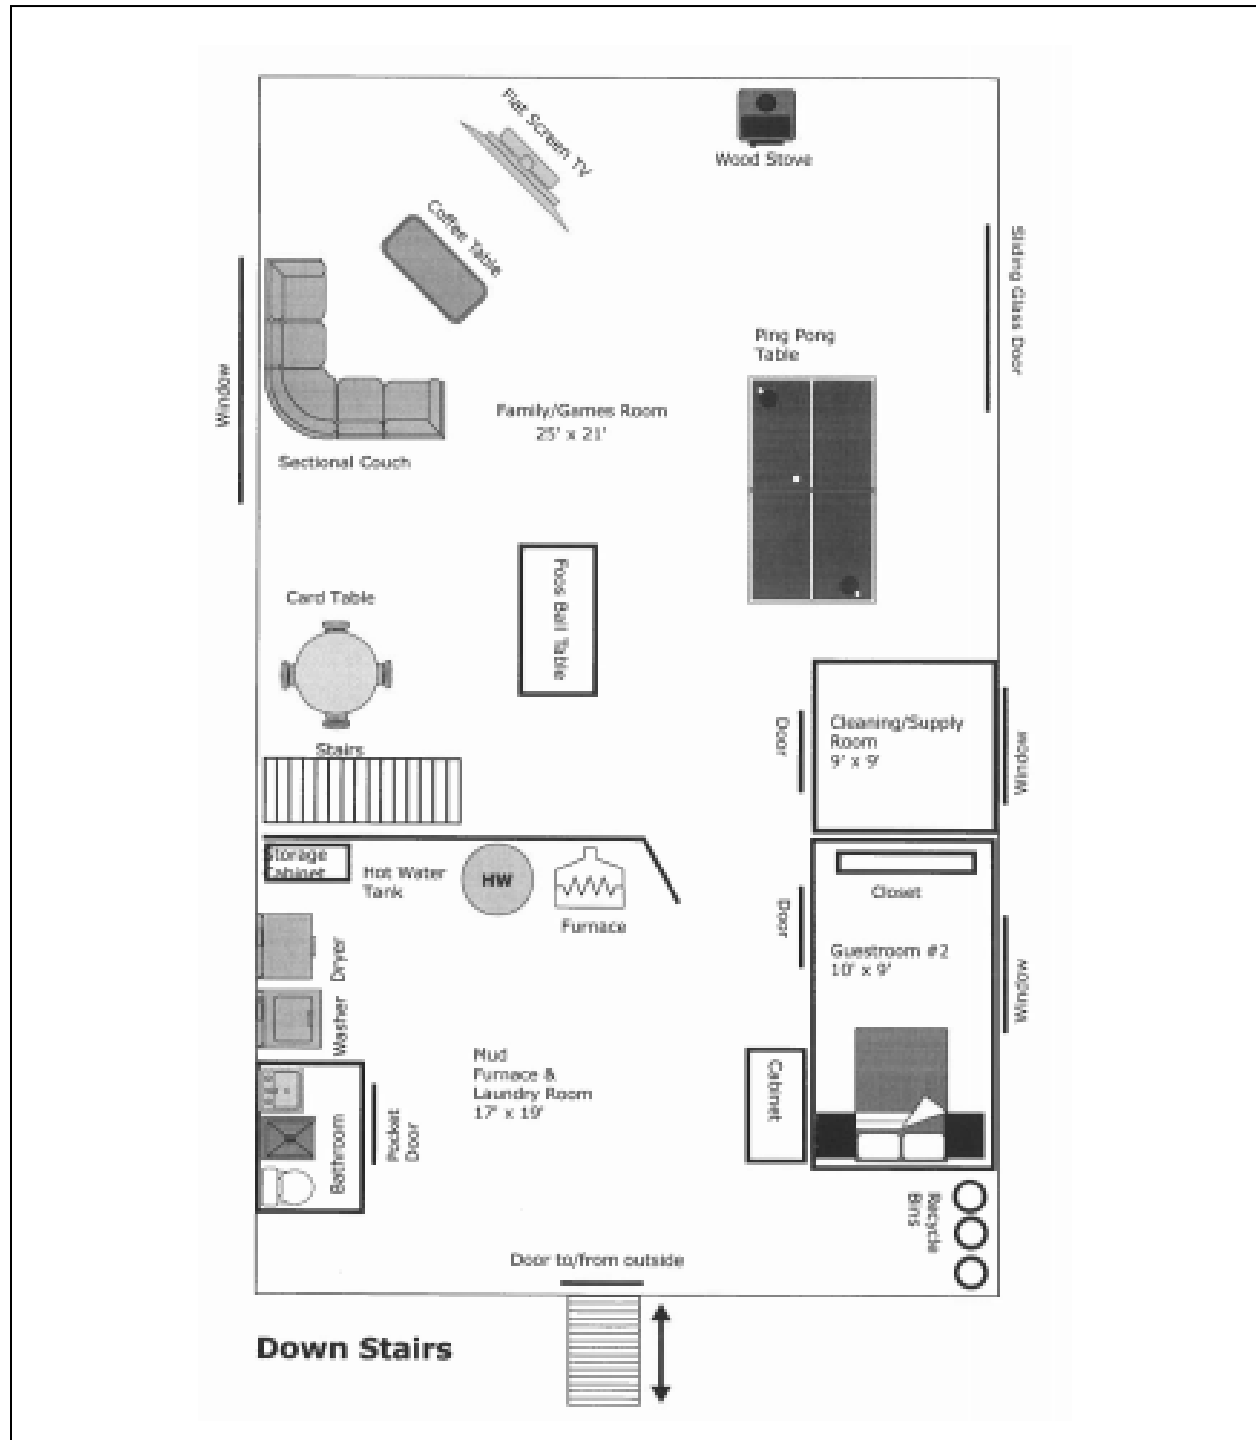 Flat Screen TV
Wood Stove
Coffee Table
Sliding Glass Door
Ping Pong
Table
Window
Family/Games Room
25' x 21'
Sectional Couch
Foos Ball Table
Card Table
Stairs
Door
Cleaning/Supply
Room
9' x 9'
Window
Storage
Cabinet
Hot Water
Tank
HW
Furnace
Closet
Door
Guestroom #2
10' x 9'
Window
Dryer
Washer
Mud
Furnace &
Laundry Room
17' x 19'
Cabinet
Bathroom
Pocket
Door
Recycle
Bins
Door to/from outside
Down Stairs